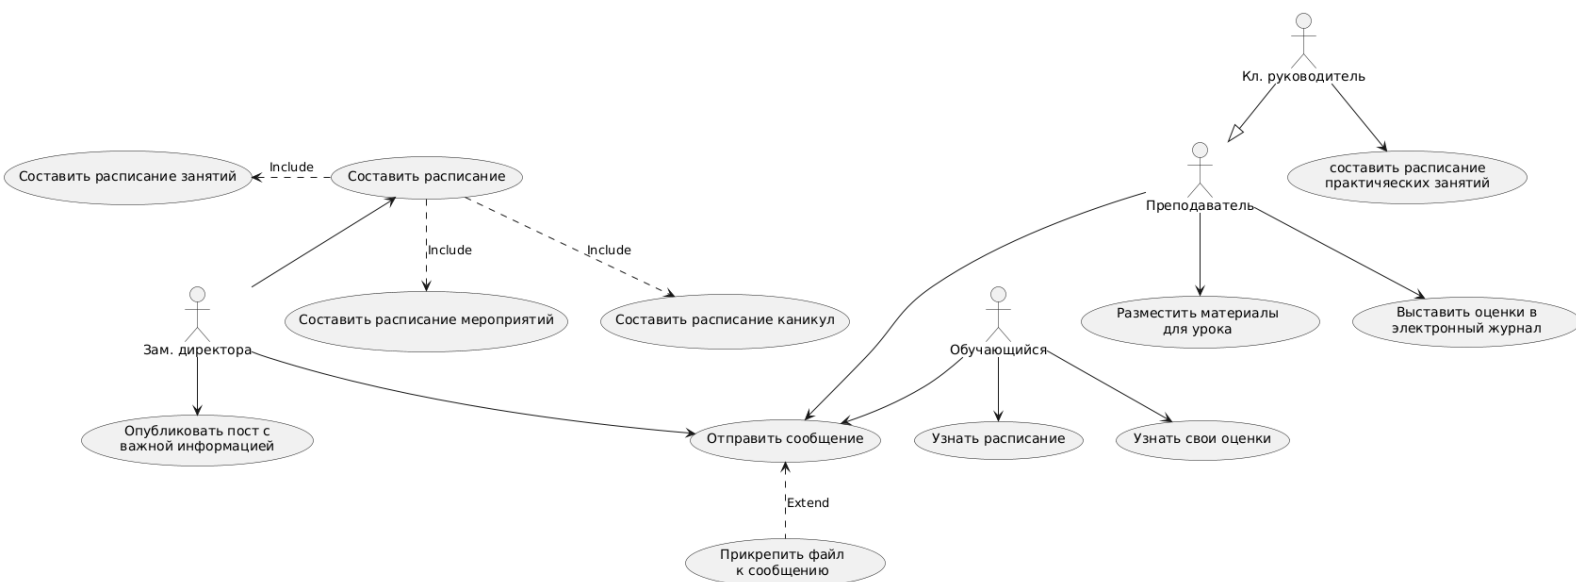 Кл. руководитель
Include
Составить расписание занятий
Составить расписание
составить расписание
практичяеских занятий
Преподаватель
Include
Include
Составить расписание мероприятий
Составить расписание каникул
Разместить материалы
для урока
Выставить оценки в
электронный журнал
Зам. директора
Обучающийся
Опубликовать пост с
важной информацией
Отправить сообщение
Узнать расписание
Узнать свои оценки
Extend
Прикрепить файл
к сообщению